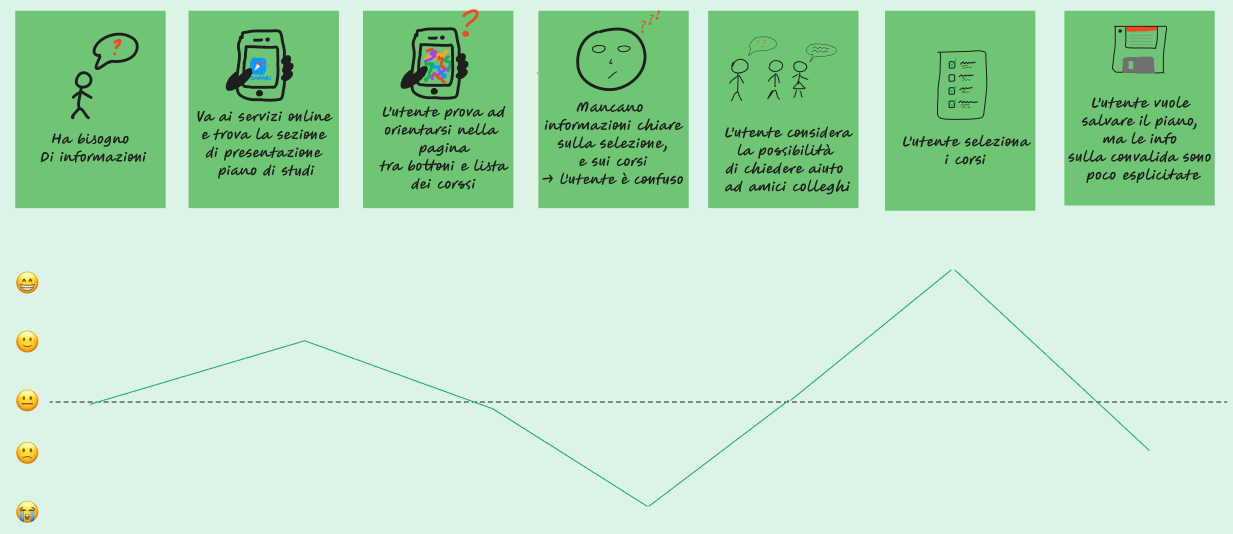 ?
Ha bisogno
Di informazioni
SAFARI
Va ai servizi online
e trova la sezione
di presentazione
piano di studi
?
L'utente prova ad
orientarsi nella
pagina
tra bottoni e lista
dei corssi
???
Mancano
informazioni chiare
sulla selezione,
e sui corsi
→ l'utente è confuso
??
L'utente considera
la possibilità
di chiedere aiuto
ad amici colleghi
L'utente seleziona
i corsi
L'utente vuole
salvare il piano,
ma le info
sulla convalida sono
poco esplicitate